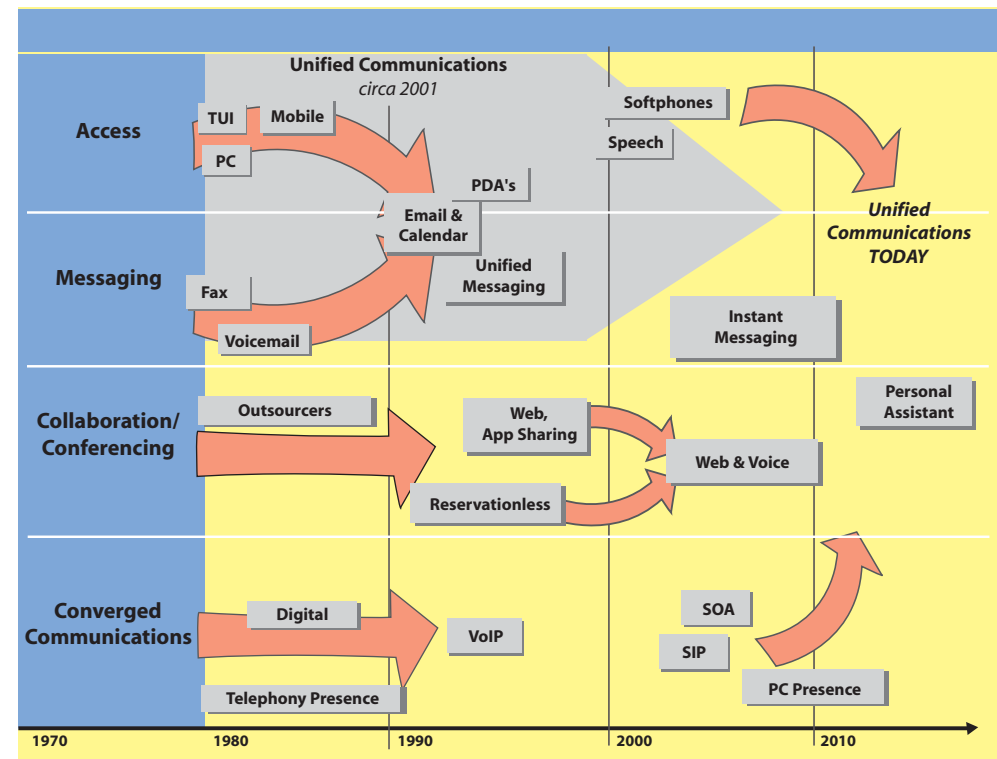 Unified Communications
circa 2001
Access
TUI
Mobile
PC
Softphones
Speech
PDA's
Email &
Calendar
Unified
Communications
TODAY
Messaging
Unified
Messaging
Fax
Voicemail
Instant
Messaging
Collaboration/
Conferencing
Outsourcers
Web,
App Sharing
Personal
Assistant
Web & Voice
Reservationless
Converged
Communications
Digital
VoIP
SOA
SIP
Telephony Presence
PC Presence
1970
1980
1990
2000
2010